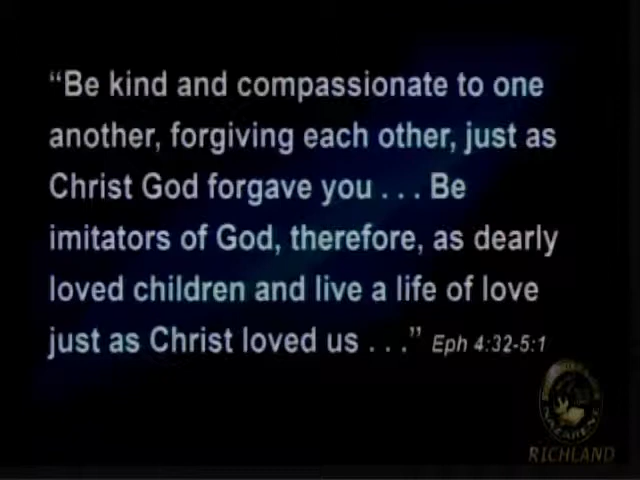 “Be kind and compassionate to one
another, forgiving each other, just as
Christ God forgave you . . . Be
imitators of God, therefore, as dearly
loved children and live a life of love
just as Christ loved us . . .” Eph 4:32-5:1
NAZARENE
RICHLAND